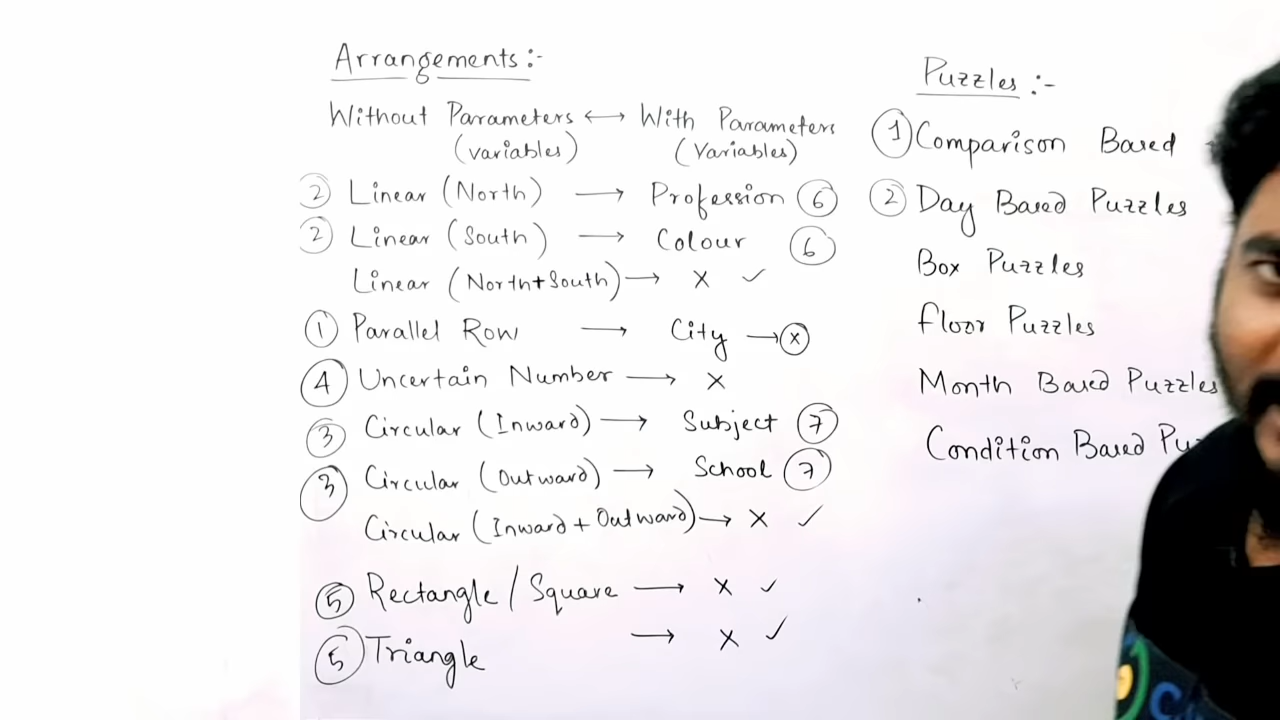 Arrangements :-
Without Parameters ↔ With Parameters
(variables) (Variables)
② Linear (North) → Profession ⑥
② Linear (South) → Colour ⑥
Linear (North+South) → X ✓
① Parallel Row → City → ⓧ
④ Uncertain Number → X
③ Circular (Inward) → Subject ⑦
③ Circular (Outward) → School ⑦
Circular (Inward + Outward) → X ✓
⑤ Rectangle / Square → X ✓
⑤ Triangle → X ✓
Puzzles :-
① Comparison Based
② Day Based Puzzles
Box Puzzles
Floor Puzzles
Month Based Puzzles
Condition Based Pu